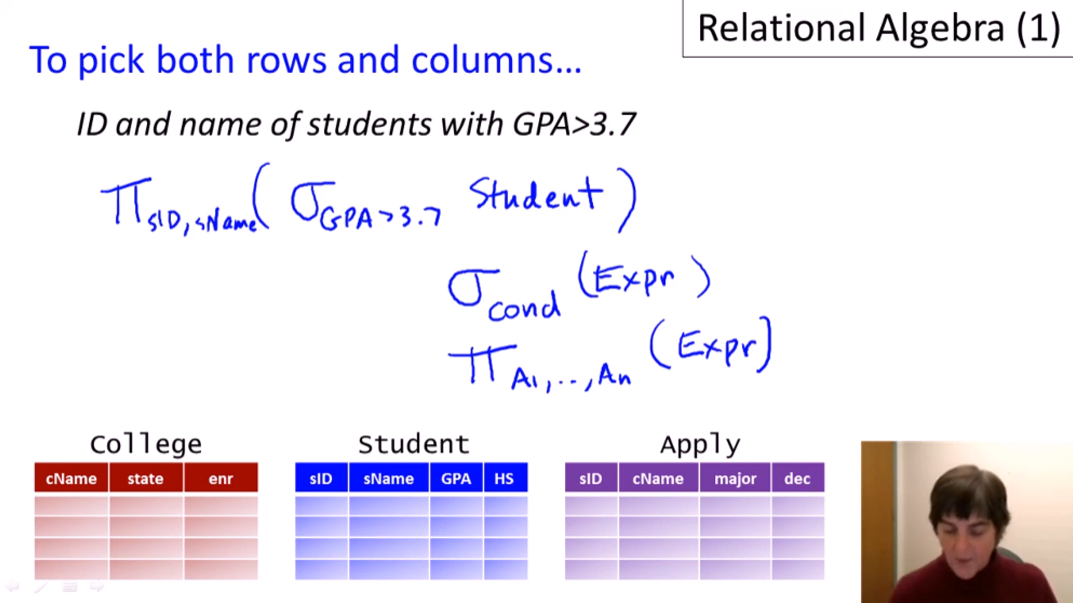 Relational Algebra (1)
To pick both rows and columns…
ID and name of students with GPA>3.7
π sID, sName ( σ GPA > 3.7 Student )
σ cond (Expr)
π A1, .., An (Expr)
College Student Apply
cName state enr sID sName GPA HS sID cName major dec